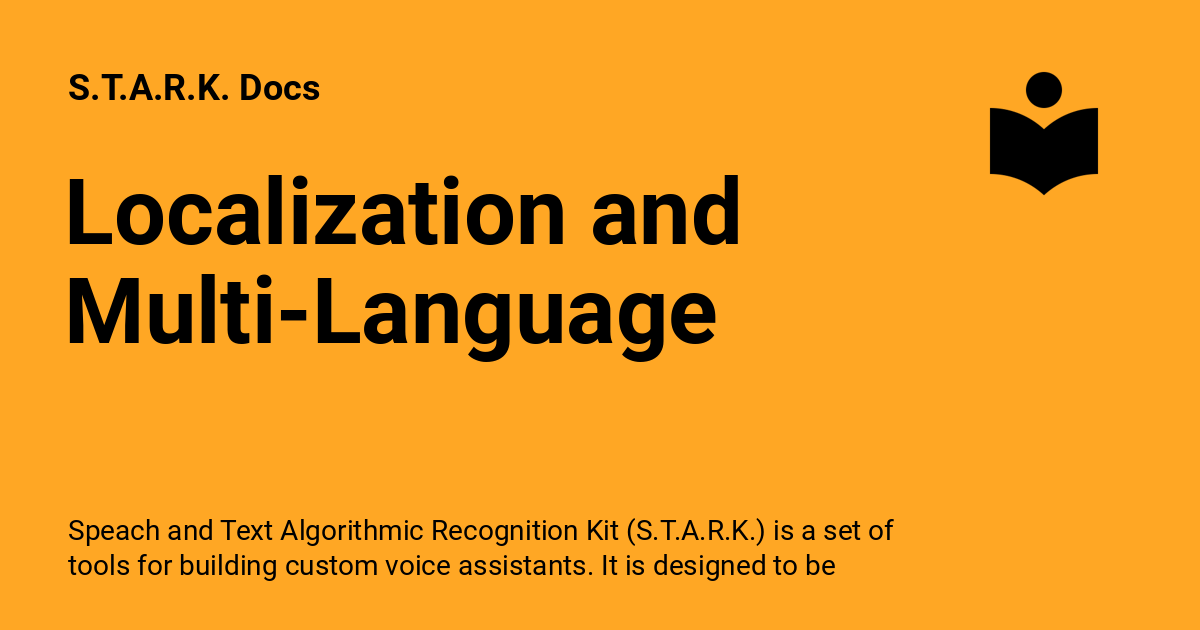 S.T.A.R.K. Docs
Localization and
Multi-Language
Speach and Text Algorithmic Recognition Kit (S.T.A.R.K.) is a set of
tools for building custom voice assistants. It is designed to be